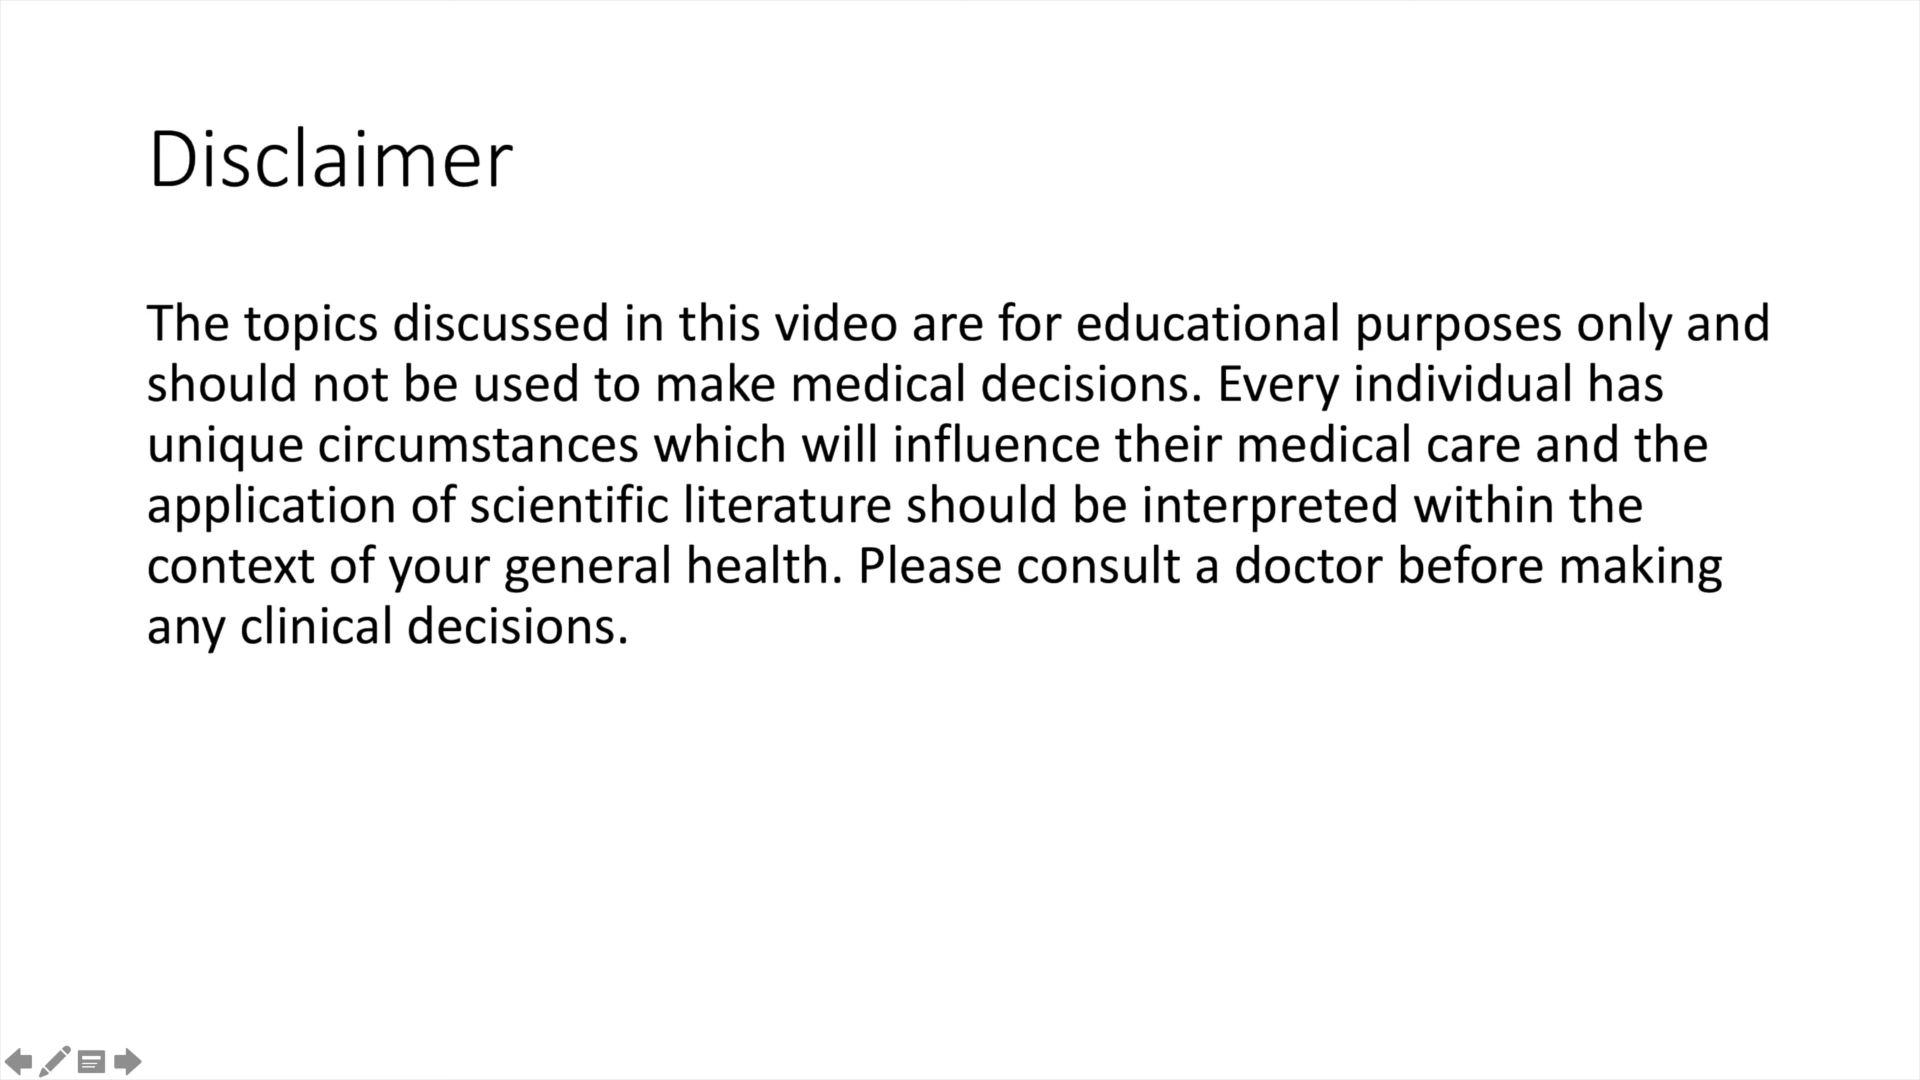 Disclaimer
The topics discussed in this video are for educational purposes only and
should not be used to make medical decisions. Every individual has
unique circumstances which will influence their medical care and the
application of scientific literature should be interpreted within the
context of your general health. Please consult a doctor before making
any clinical decisions.